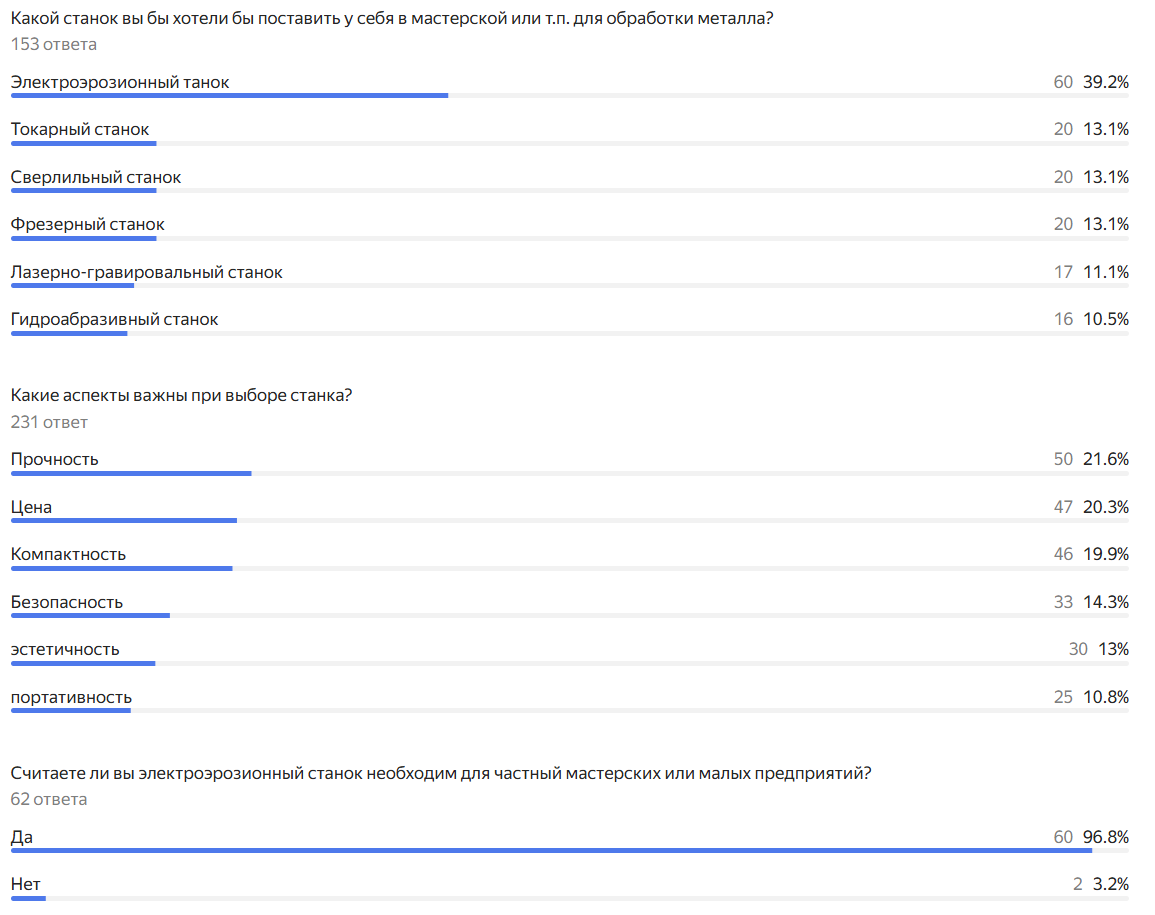 Какой станок вы бы хотели бы поставить у себя в мастерской или т.п. для обработки металла?
153 ответа
Электроэрозионный танок 60 39.2%
Токарный станок 20 13.1%
Сверлильный станок 20 13.1%
Фрезерный станок 20 13.1%
Лазерно-гравировальный станок 17 11.1%
Гидроабразивный станок 16 10.5%
Какие аспекты важны при выборе станка?
231 ответ
Прочность 50 21.6%
Цена 47 20.3%
Компактность 46 19.9%
Безопасность 33 14.3%
эстетичность 30 13%
портативность 25 10.8%
Считаете ли вы электроэрозионный станок необходим для частный мастерских или малых предприятий?
62 ответа
Да 60 96.8%
Нет 2 3.2%